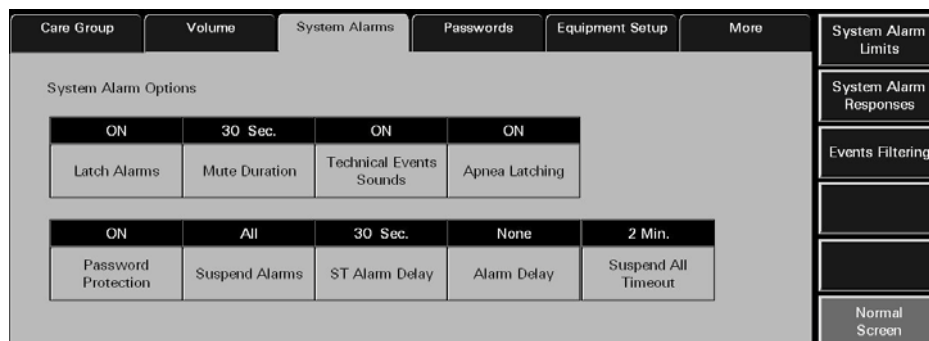 Care Group
Volume
System Alarms
Passwords
Equipment Setup
More
System Alarm
Limits
System Alarm
Responses
Events Filtering
Normal
Screen
System Alarm Options
ON
30 Sec.
ON
ON
Latch Alarms
Mute Duration
Technical Events
Sounds
Apnea Latching
ON
All
30 Sec.
None
2 Min.
Password
Protection
Suspend Alarms
ST Alarm Delay
Alarm Delay
Suspend All
Timeout